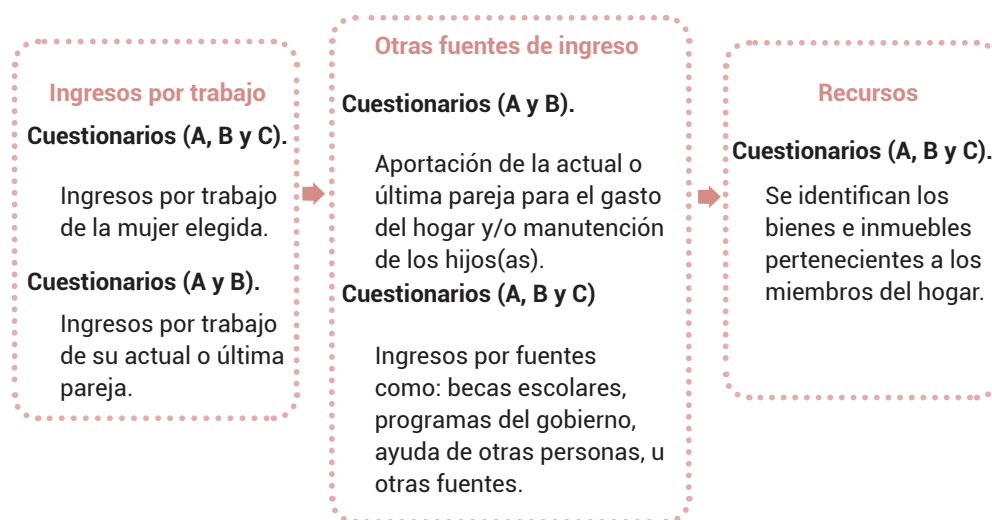 Ingresos por trabajo
Cuestionarios (A, B y C).
Ingresos por trabajo
de la mujer elegida.
Cuestionarios (A y B).
Ingresos por trabajo
de su actual o última
pareja.
Otras fuentes de ingreso
Cuestionarios (A y B).
Aportación de la actual o
última pareja para el gasto
del hogar y/o manutención
de los hijos(as).
Cuestionarios (A, B y C)
Ingresos por fuentes
como: becas escolares,
programas del gobierno,
ayuda de otras personas, u
otras fuentes.
Recursos
Cuestionarios (A, B y C).
Se identifican los
bienes e inmuebles
pertenecientes a los
miembros del hogar.